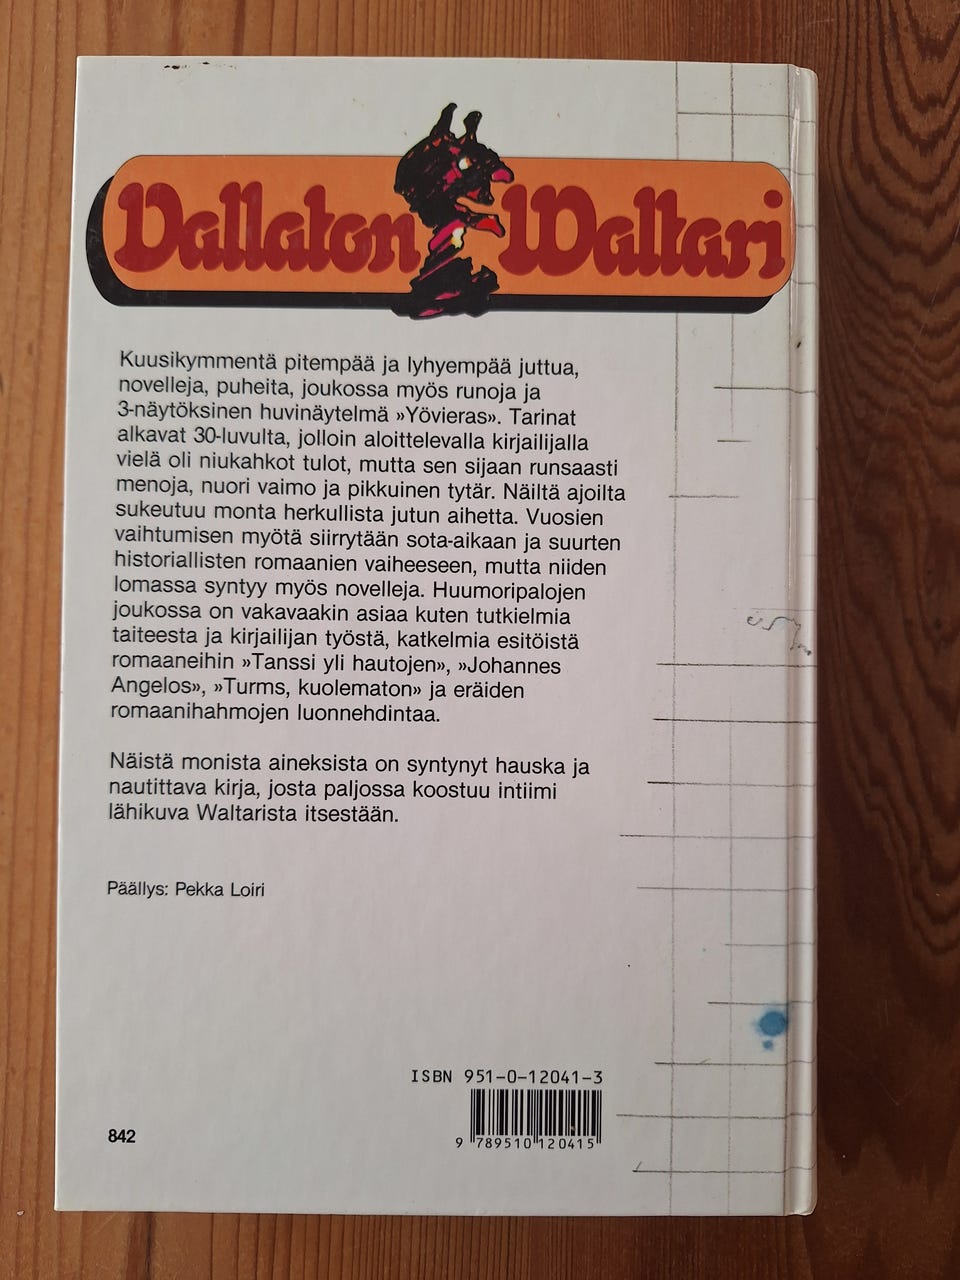 Vallaton Waltari
Kuusikymmentä pitempää ja lyhyempää juttua,
novelleja, puheita, joukossa myös runoja ja
3-näytöksinen huvinäytelmä »Yövieras». Tarinat
alkavat 30-luvulta, jolloin aloittelevalla kirjailijalla
vielä oli niukahkot tulot, mutta sen sijaan runsaasti
menoja, nuori vaimo ja pikkuinen tytär. Näiltä ajoilta
sukeutuu monta herkullista jutun aihetta. Vuosien
vaihtumisen myötä siirrytään sota-aikaan ja suurten
historiallisten romaanien vaiheeseen, mutta niiden
lomassa syntyy myös novelleja. Huumoripalojen
joukossa on vakavaakin asiaa kuten tutkielmia
taiteesta ja kirjailijan työstä, katkelmia esitöistä
romaaneihin »Tanssi yli hautojen», »Johannes
Angelos», »Turms, kuolematon» ja eräiden
romaanihahmojen luonnehdintaa.
Näistä monista aineksista on syntynyt hauska ja
nautittava kirja, josta paljossa koostuu intiimi
lähikuva Waltarista itsestään.
Päällys: Pekka Loiri
ISBN 951-0-12041-3
842
9 789510 120415